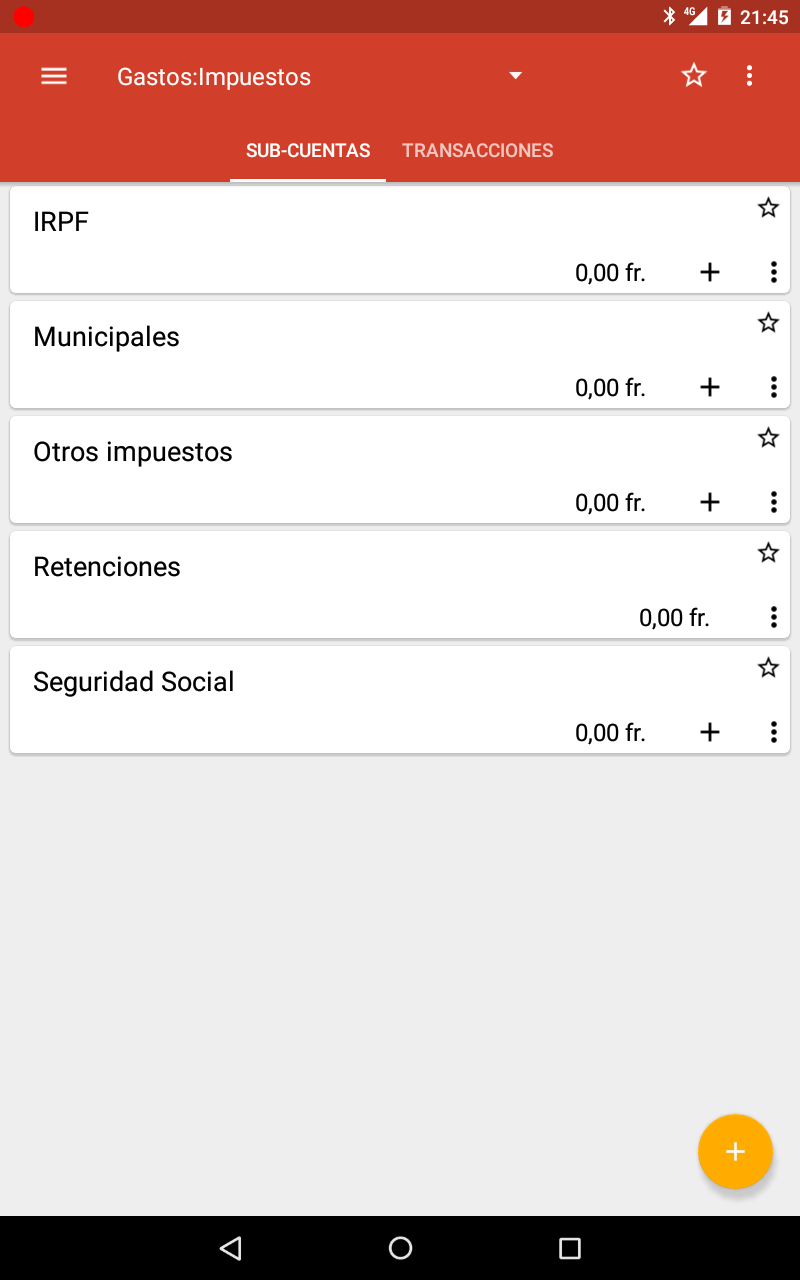 4G 21:45
Gastos:Impuestos
SUB-CUENTAS TRANSACCIONES
IRPF
0,00 fr.
Municipales
0,00 fr.
Otros impuestos
0,00 fr.
Retenciones
0,00 fr.
Seguridad Social
0,00 fr.